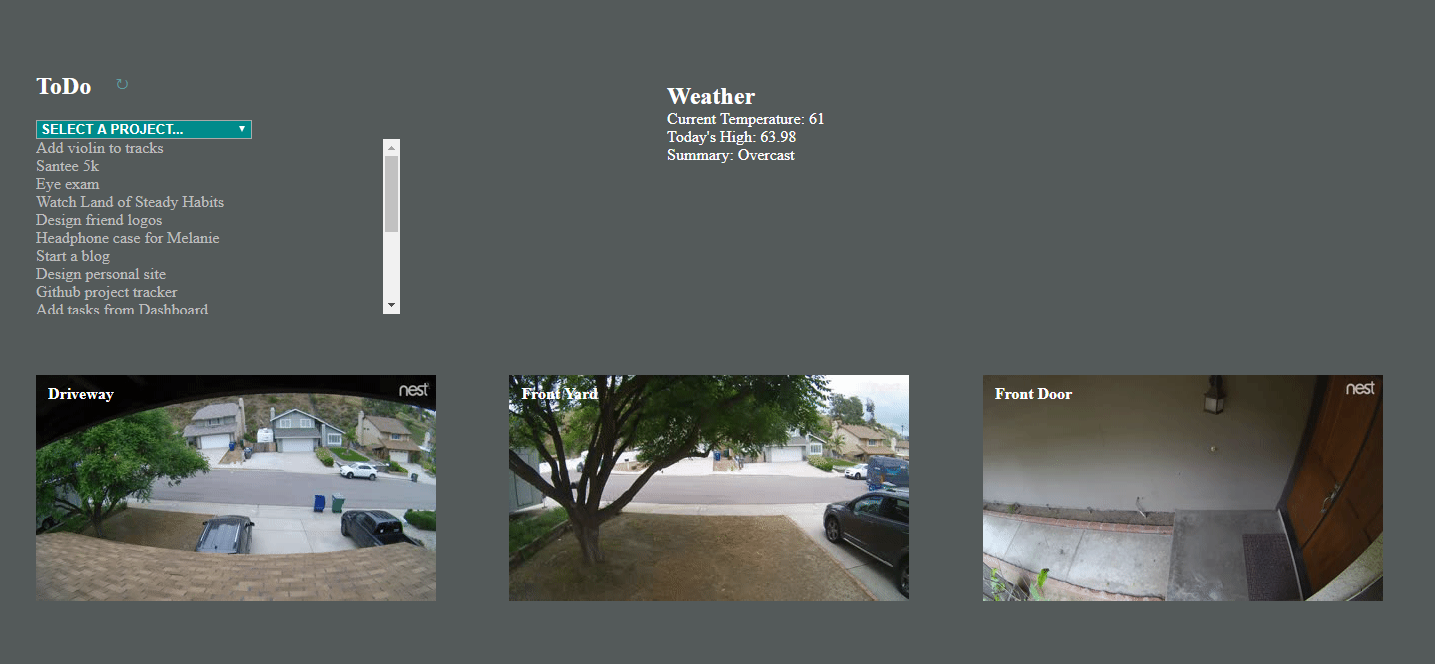 ToDo ↻
SELECT A PROJECT...
Add violin to tracks
Santee 5k
Eye exam
Watch Land of Steady Habits
Design friend logos
Headphone case for Melanie
Start a blog
Design personal site
Github project tracker
Add tasks from Dashboard
Weather
Current Temperature: 61
Today's High: 63.98
Summary: Overcast
Driveway
nest
Front Yard
Front Door
nest